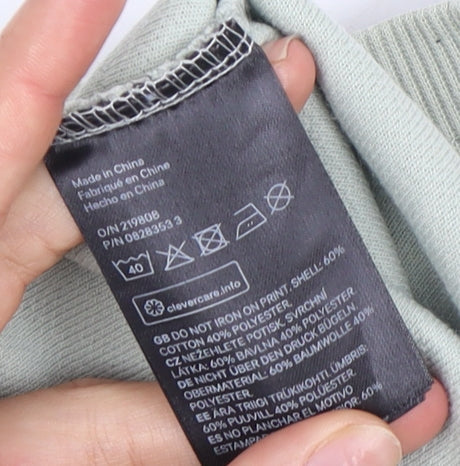 Made in China
Fabriqué en Chine
Hecho en China
O/N 219808
P/N 0828353 3
40
clevercare.info
GB DO NOT IRON ON PRINT. SHELL: 60%
COTTON 40% POLYESTER.
CZ NEŽEHLETE POTISK. SVRCHNÍ
LÁTKA: 60% BAVLNA 40% POLYESTER
DE NICHT ÜBER DEN DRUCK BÜGELN.
OBERMATERIAL: 60% BAUMWOLLE 40%
POLYESTER.
EE ÄRA TRIIGI TRÜKIKOHTI. ÜMBRIS:
60% PUUVILL 40% POLÜESTER.
ES NO PLANCHAR EL MOTIVO
ESTAMPADO 60%